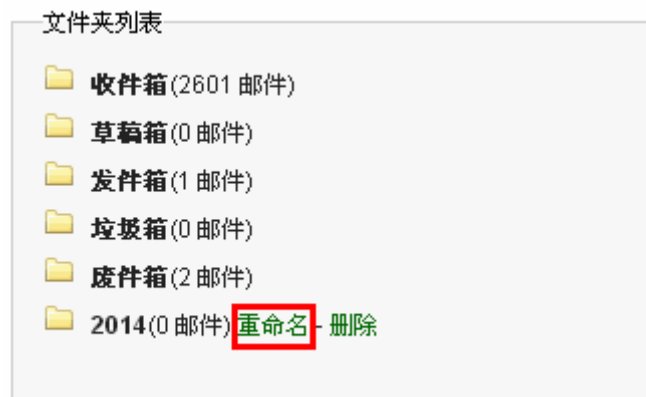 文件夹列表
收件箱(2601 邮件)
草稿箱(0 邮件)
发件箱(1 邮件)
垃圾箱(0 邮件)
废件箱(2 邮件)
2014(0 邮件) 重命名 - 删除